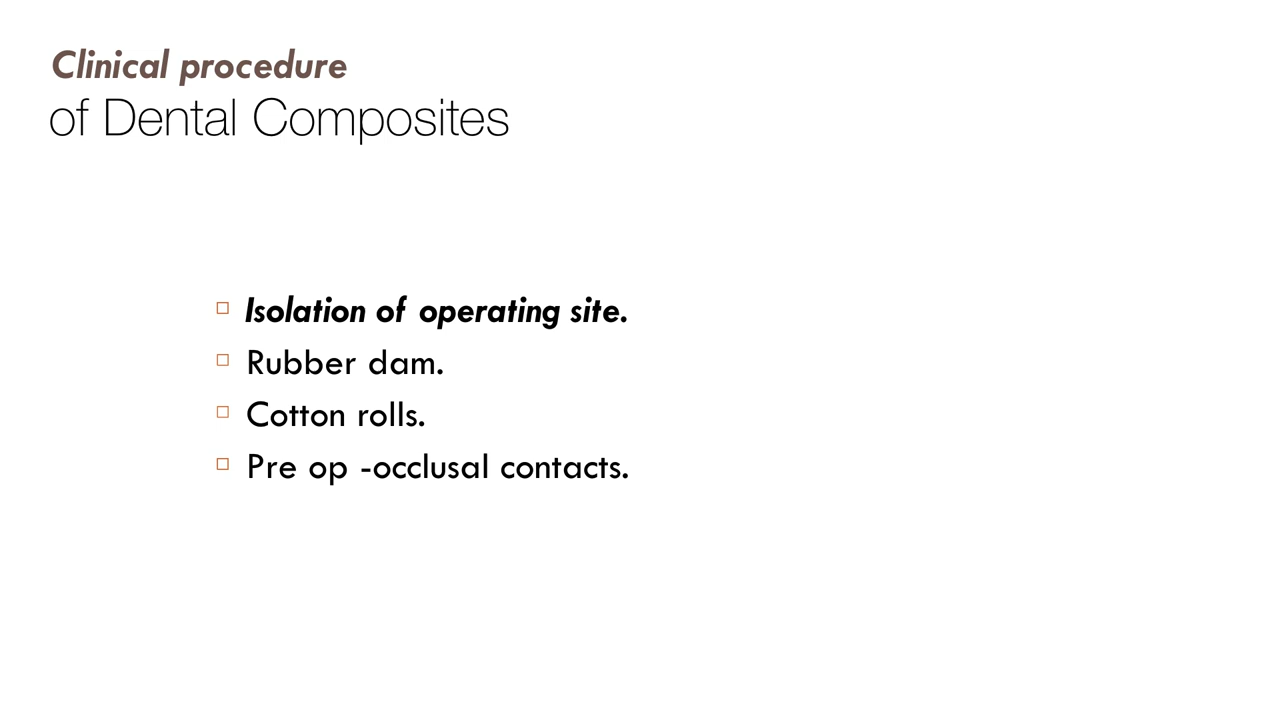 Clinical procedure
of Dental Composites
Isolation of operating site.
Rubber dam.
Cotton rolls.
Pre op -occlusal contacts.